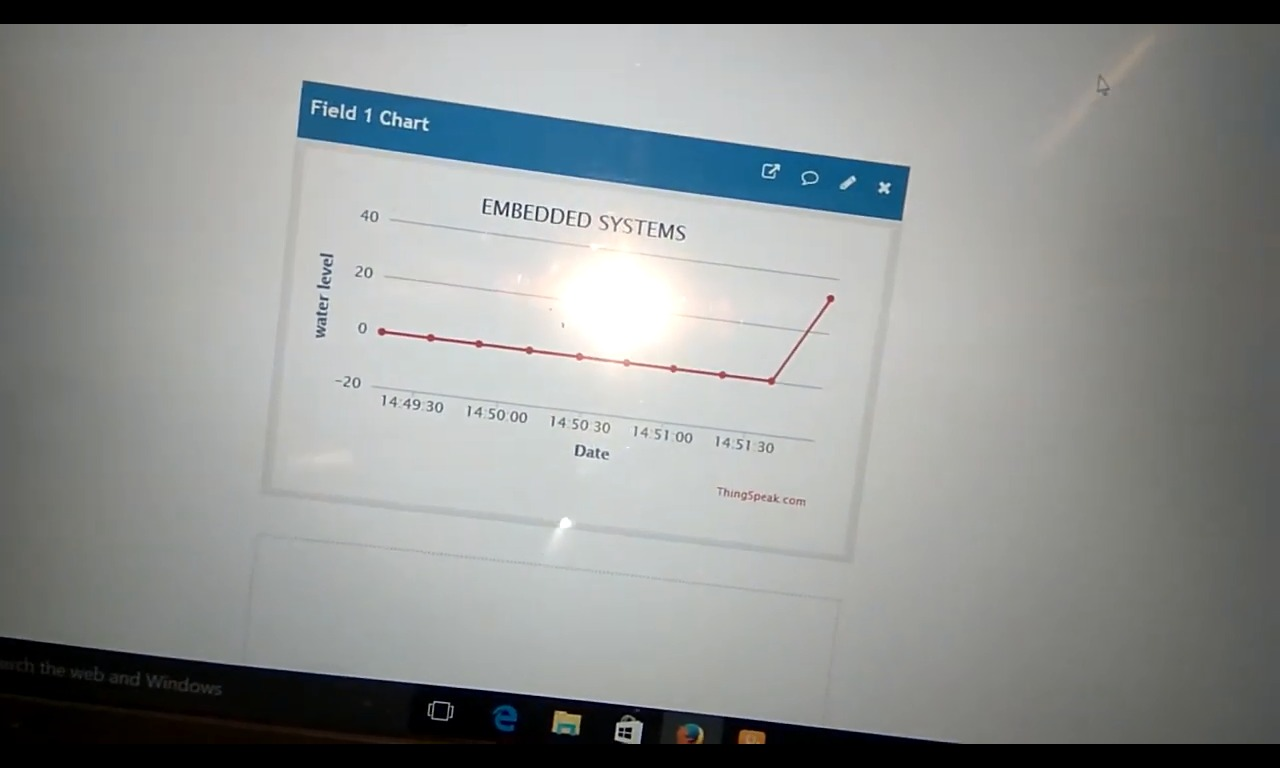 Field 1 Chart
EMBEDDED SYSTEMS
water level
40
20
0
-20
14:49:30 14:50:00 14:50:30 14:51:00 14:51:30
Date
ThingSpeak.com
the web and Windows